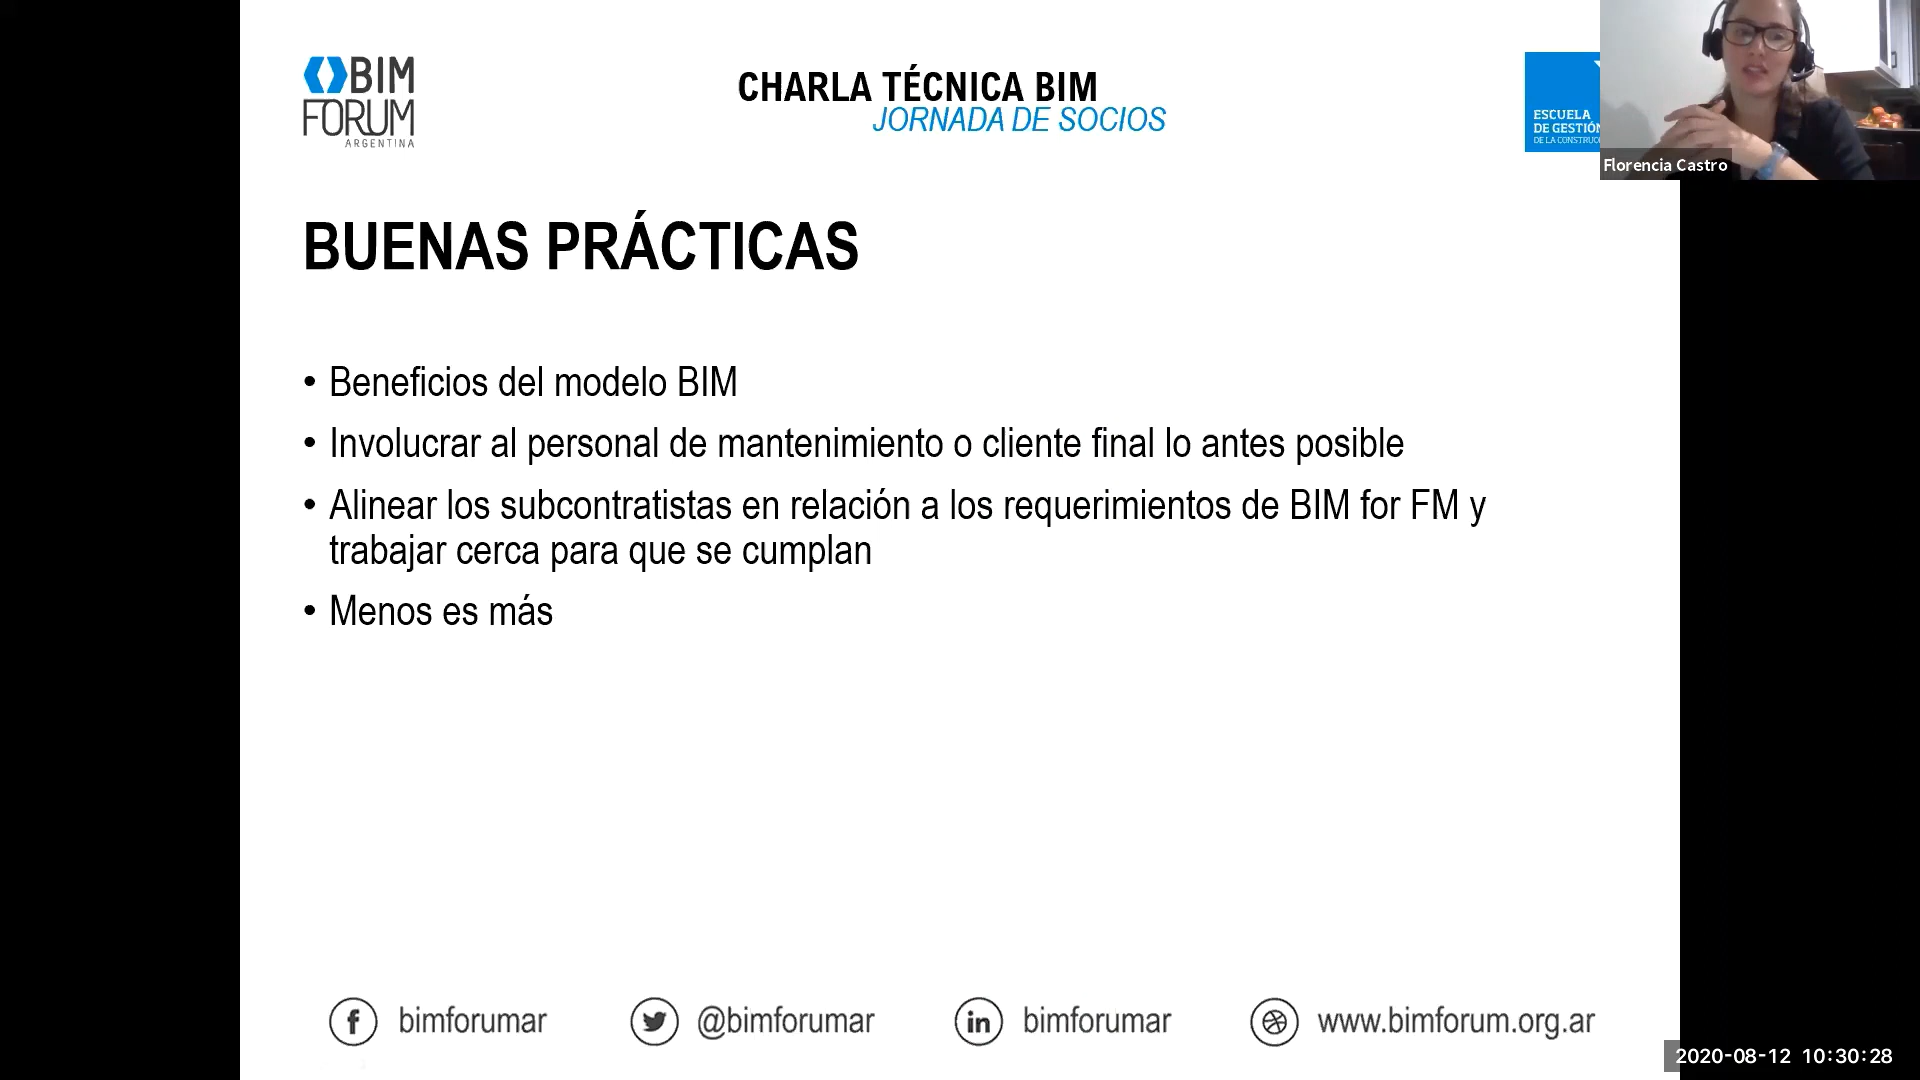 BIM
FORUM
ARGENTINA
CHARLA TÉCNICA BIM
JORNADA DE SOCIOS
ESCUELA
DE GESTIÓN
DE LA
Florencia Castro
BUENAS PRÁCTICAS
• Beneficios del modelo BIM
• Involucrar al personal de mantenimiento o cliente final lo antes posible
• Alinear los subcontratistas en relación a los requerimientos de BIM for FM y
trabajar cerca para que se cumplan
• Menos es más
bimforumar
@bimforumar
bimforumar
www.bimforum.org.ar
2020-08-12 10:30:28